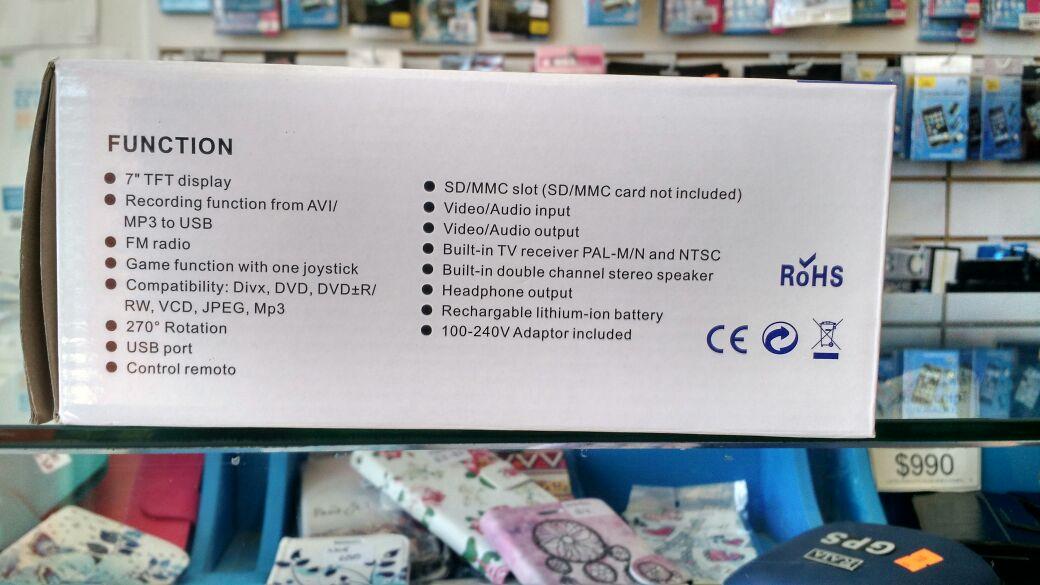 FUNCTION
7" TFT display
Recording function from AVI/
MP3 to USB
FM radio
Game function with one joystick
Compatibility: Divx, DVD, DVD±R/
RW, VCD, JPEG, Mp3
270° Rotation
USB port
Control remoto
SD/MMC slot (SD/MMC card not included)
Video/Audio input
Video/Audio output
Built-in TV receiver PAL-M/N and NTSC
Built-in double channel stereo speaker
Headphone output
Rechargable lithium-ion battery
100-240V Adaptor included
RoHS
CE
$990
GPS
KATA